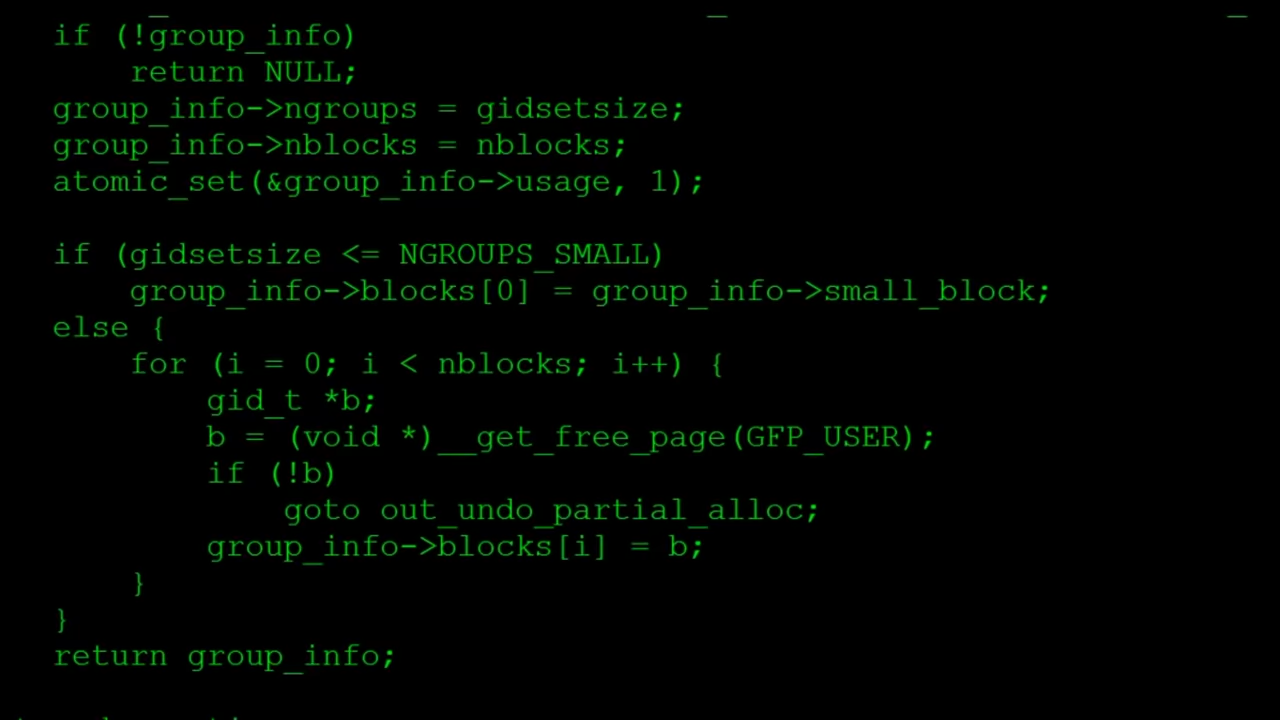 if (!group_info)
return NULL;
group_info->ngroups = gidsetsize;
group_info->nblocks = nblocks;
atomic_set(&group_info->usage, 1);
if (gidsetsize <= NGROUPS_SMALL)
group_info->blocks[0] = group_info->small_block;
else {
for (i = 0; i < nblocks; i++) {
gid_t *b;
b = (void *)__get_free_page(GFP_USER);
if (!b)
goto out_undo_partial_alloc;
group_info->blocks[i] = b;
}
}
return group_info;